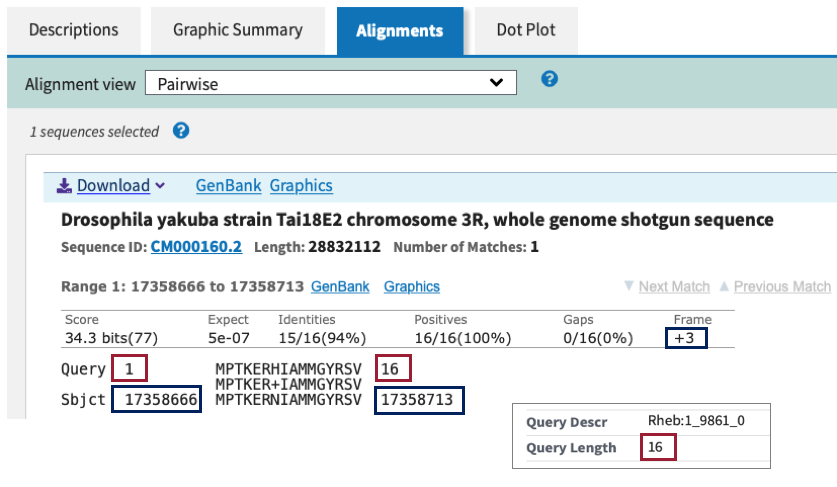 Descriptions Graphic Summary Alignments Dot Plot
Alignment view Pairwise ?
1 sequences selected ?
Download GenBank Graphics
Drosophila yakuba strain Tai18E2 chromosome 3R, whole genome shotgun sequence
Sequence ID: CM000160.2 Length: 28832112 Number of Matches: 1
Range 1: 17358666 to 17358713 GenBank Graphics Next Match Previous Match
Score Expect Identities Positives Gaps Frame
34.3 bits(77) 5e-07 15/16(94%) 16/16(100%) 0/16(0%) +3
Query 1 MPTKERHIAMMGYRSV 16
MPTKER+IAMMGYRSV
Sbjct 17358666 MPTKERNIAMMGYRSV 17358713
Query Descr Rheb:1_9861_0
Query Length 16